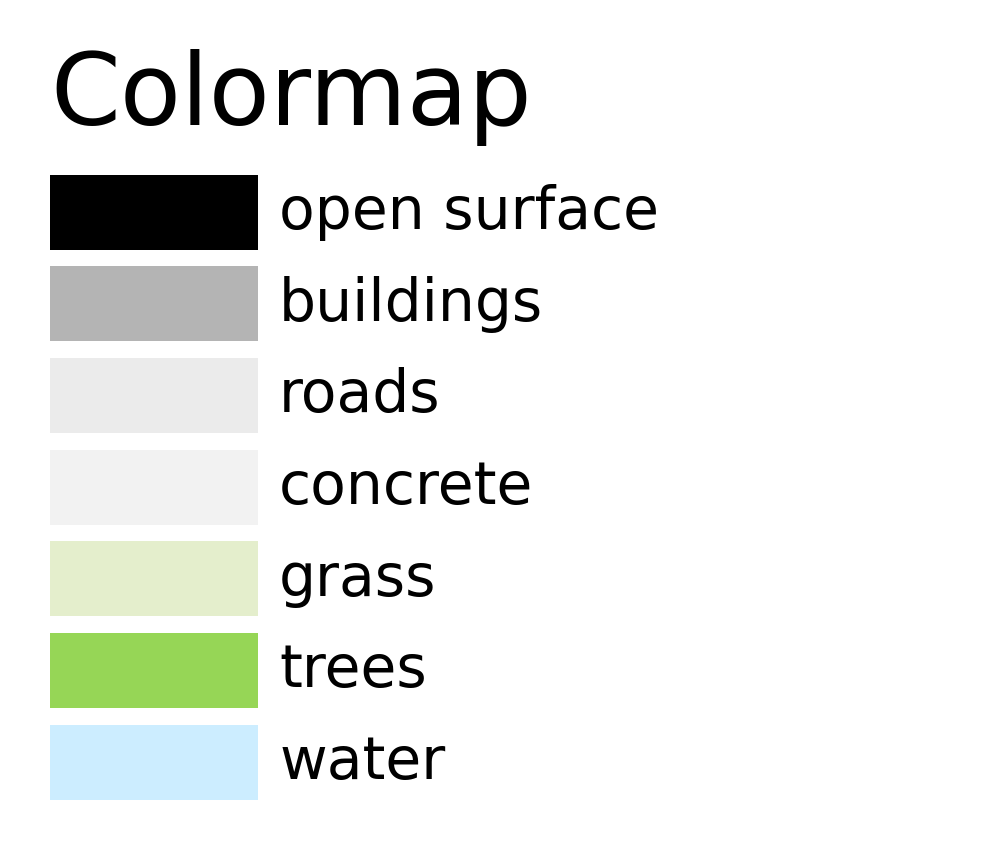 Colormap
open surface
buildings
roads
concrete
grass
trees
water